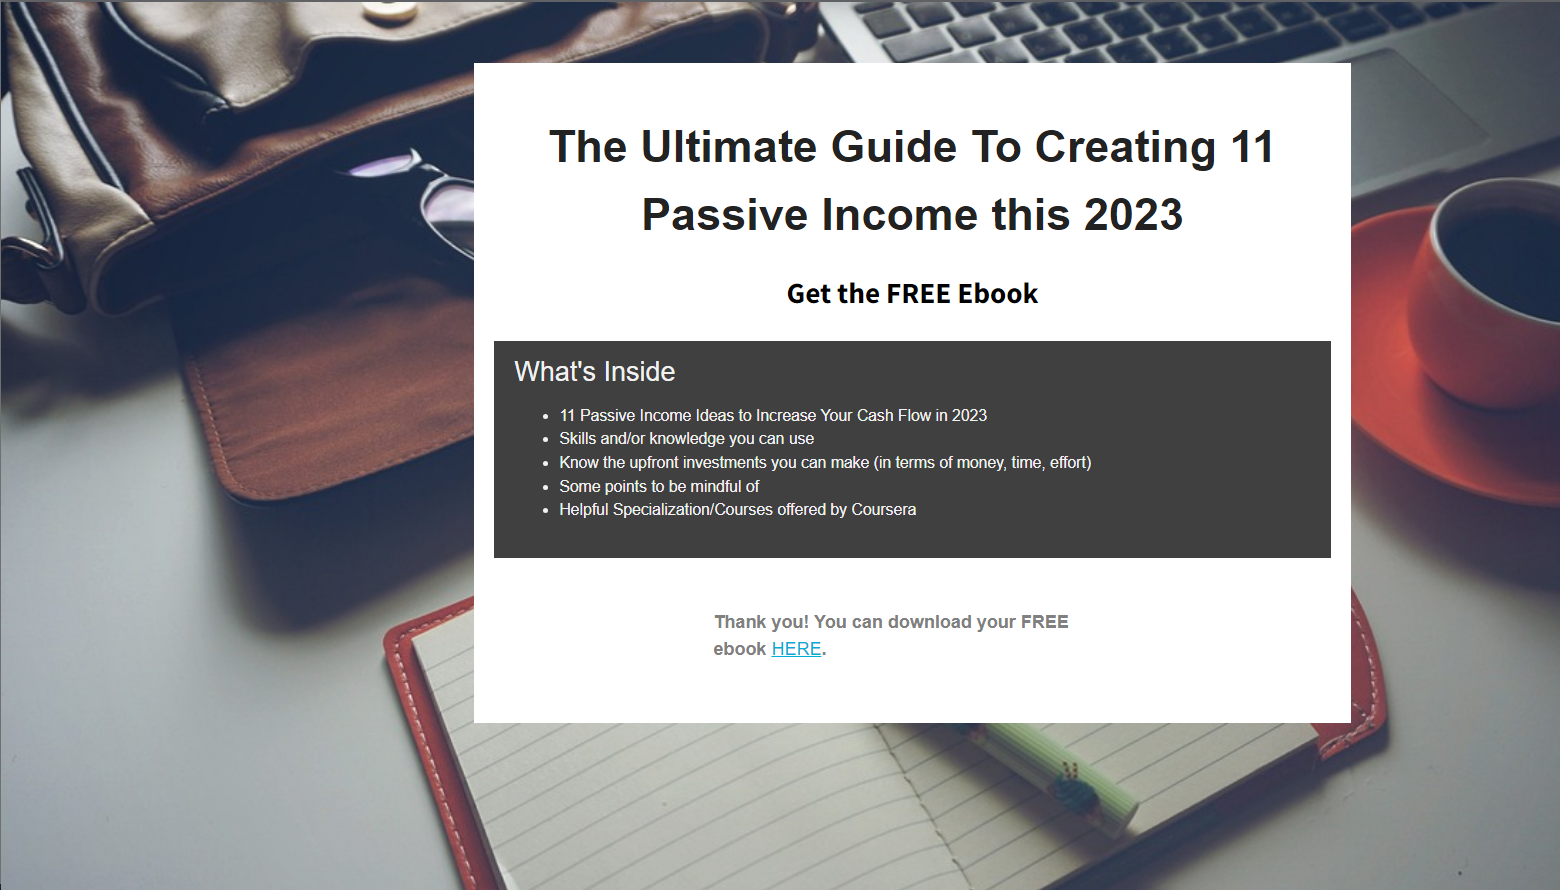 The Ultimate Guide To Creating 11
Passive Income this 2023
Get the FREE Ebook
What's Inside
11 Passive Income Ideas to Increase Your Cash Flow in 2023
Skills and/or knowledge you can use
Know the upfront investments you can make (in terms of money, time, effort)
Some points to be mindful of
Helpful Specialization/Courses offered by Coursera
Thank you! You can download your FREE
ebook HERE.